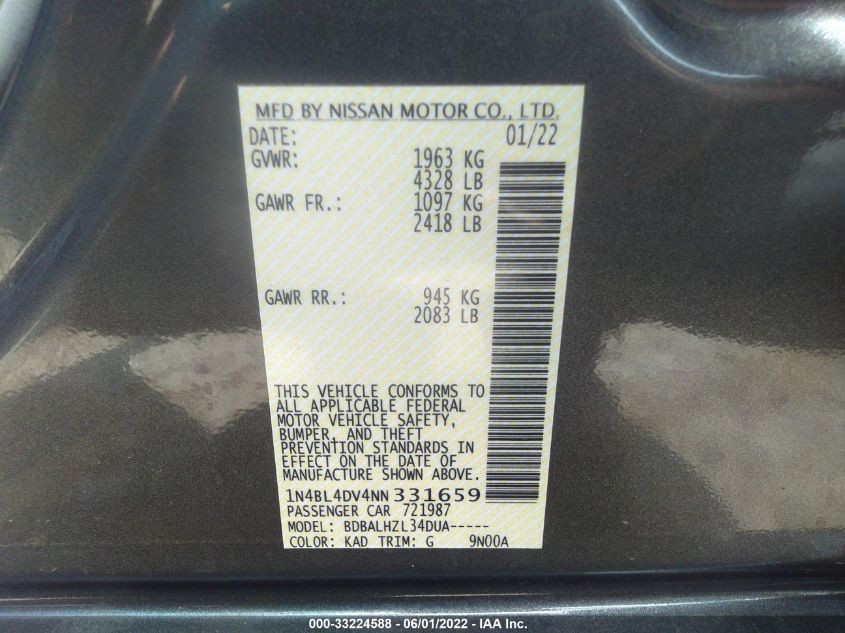 MFD BY NISSAN MOTOR CO., LTD.
DATE: 01/22
GVWR: 1963 KG
4328 LB
GAWR FR.: 1097 KG
2418 LB
GAWR RR.: 945 KG
2083 LB
THIS VEHICLE CONFORMS TO
ALL APPLICABLE FEDERAL
MOTOR VEHICLE SAFETY,
BUMPER, AND THEFT
PREVENTION STANDARDS IN
EFFECT ON THE DATE OF
MANUFACTURE SHOWN ABOVE.
1N4BL4DV4NN331659
PASSENGER CAR 721987
MODEL: BDBALHZL34DUA-----
COLOR: KAD TRIM: G 9N00A
000-33224588 - 06/01/2022 - IAA Inc.